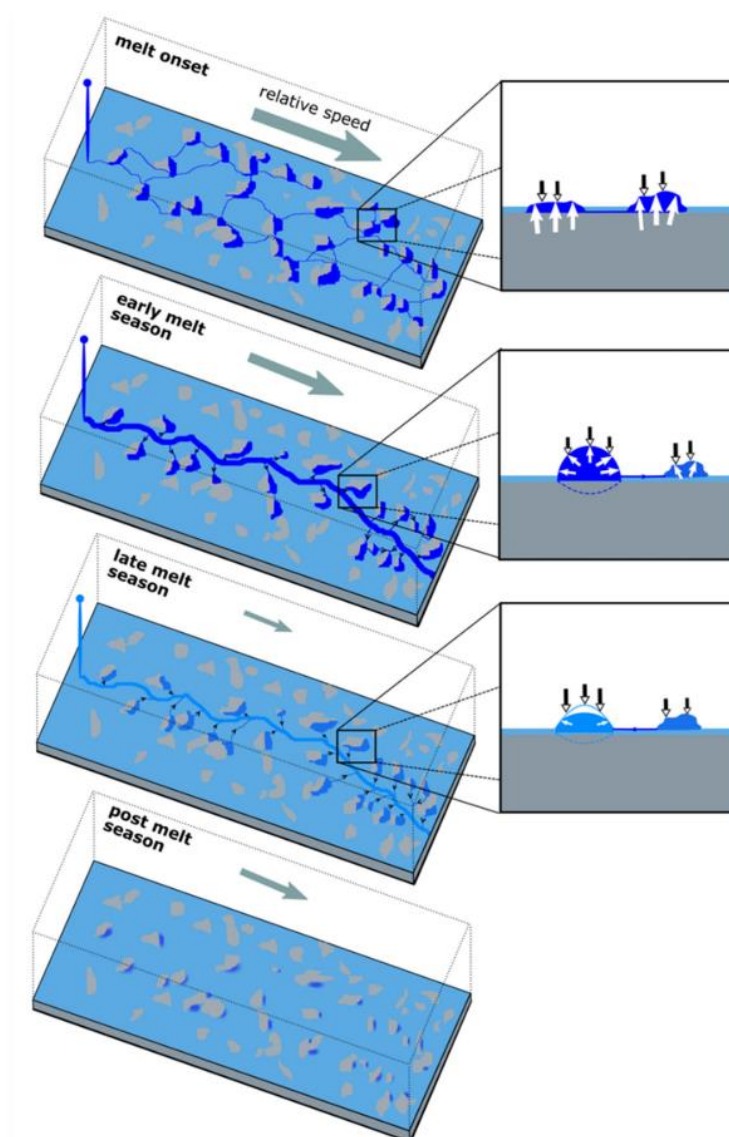 melt onset
relative speed
early melt
season
late melt
season
post melt
season